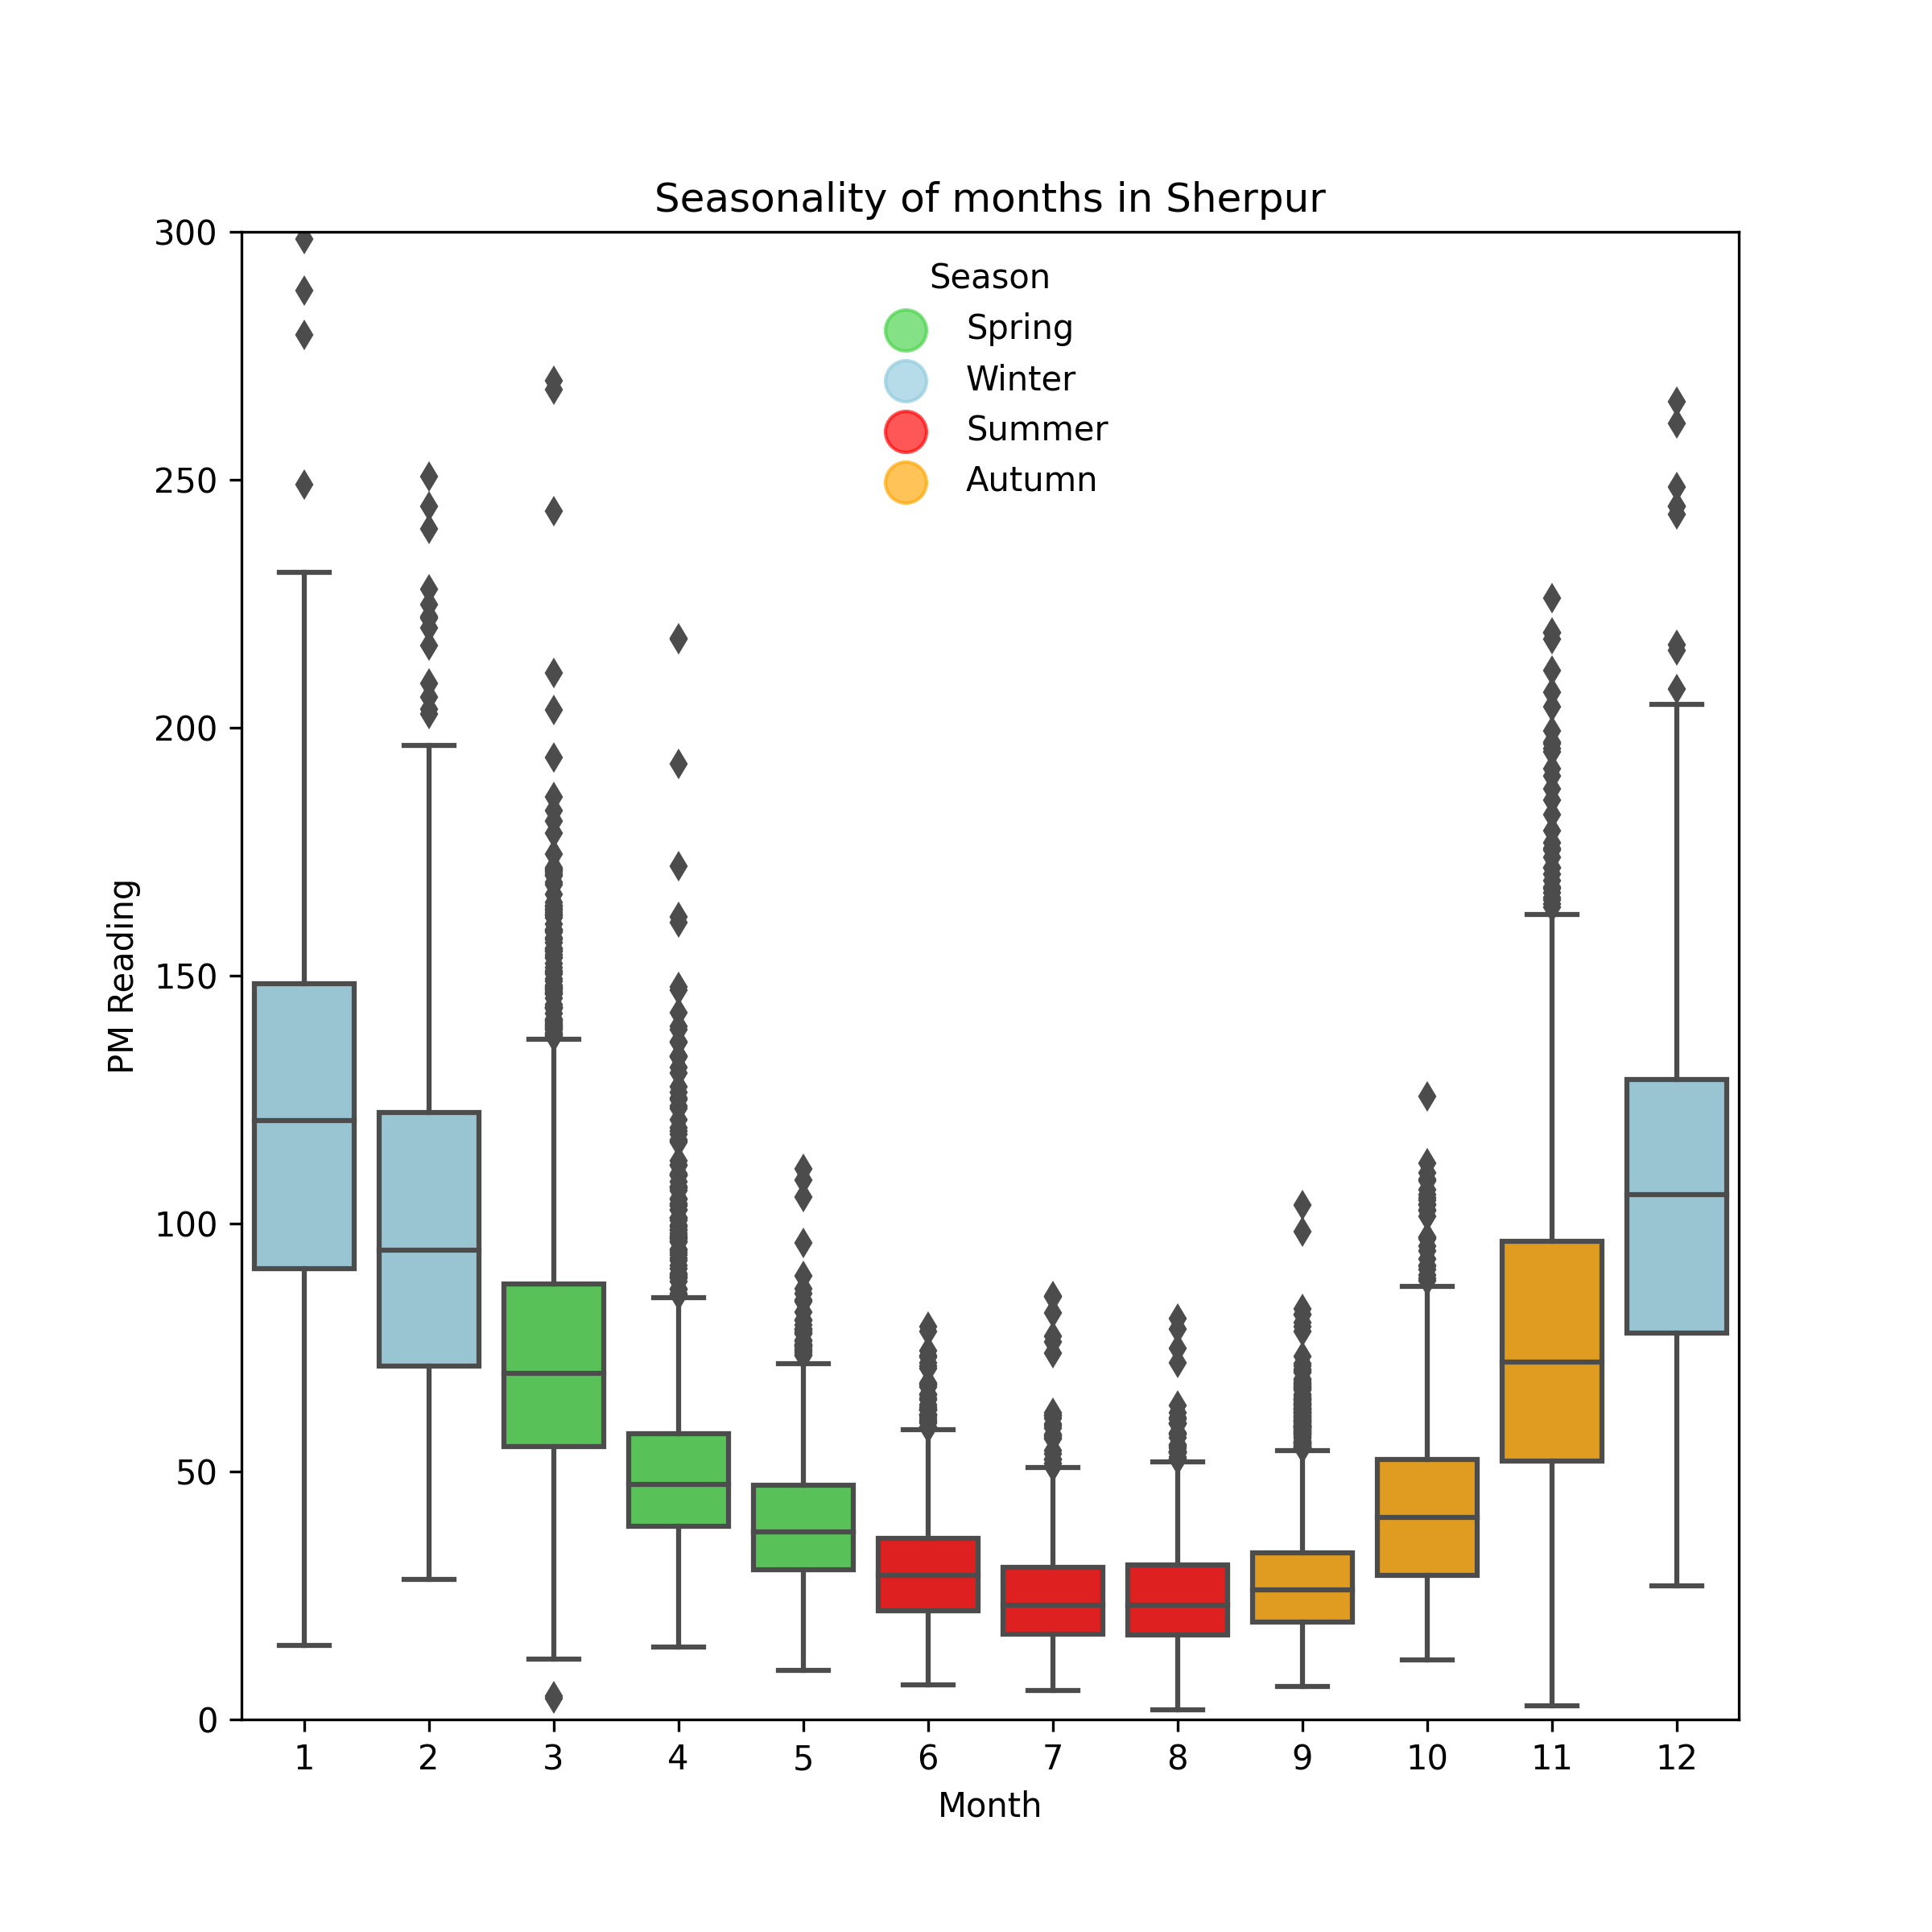 Seasonality of months in Sherpur
Season
Spring
Winter
Summer
Autumn
PM Reading
300
250
200
150
100
50
0
1 2 3 4 5 6 7 8 9 10 11 12
Month